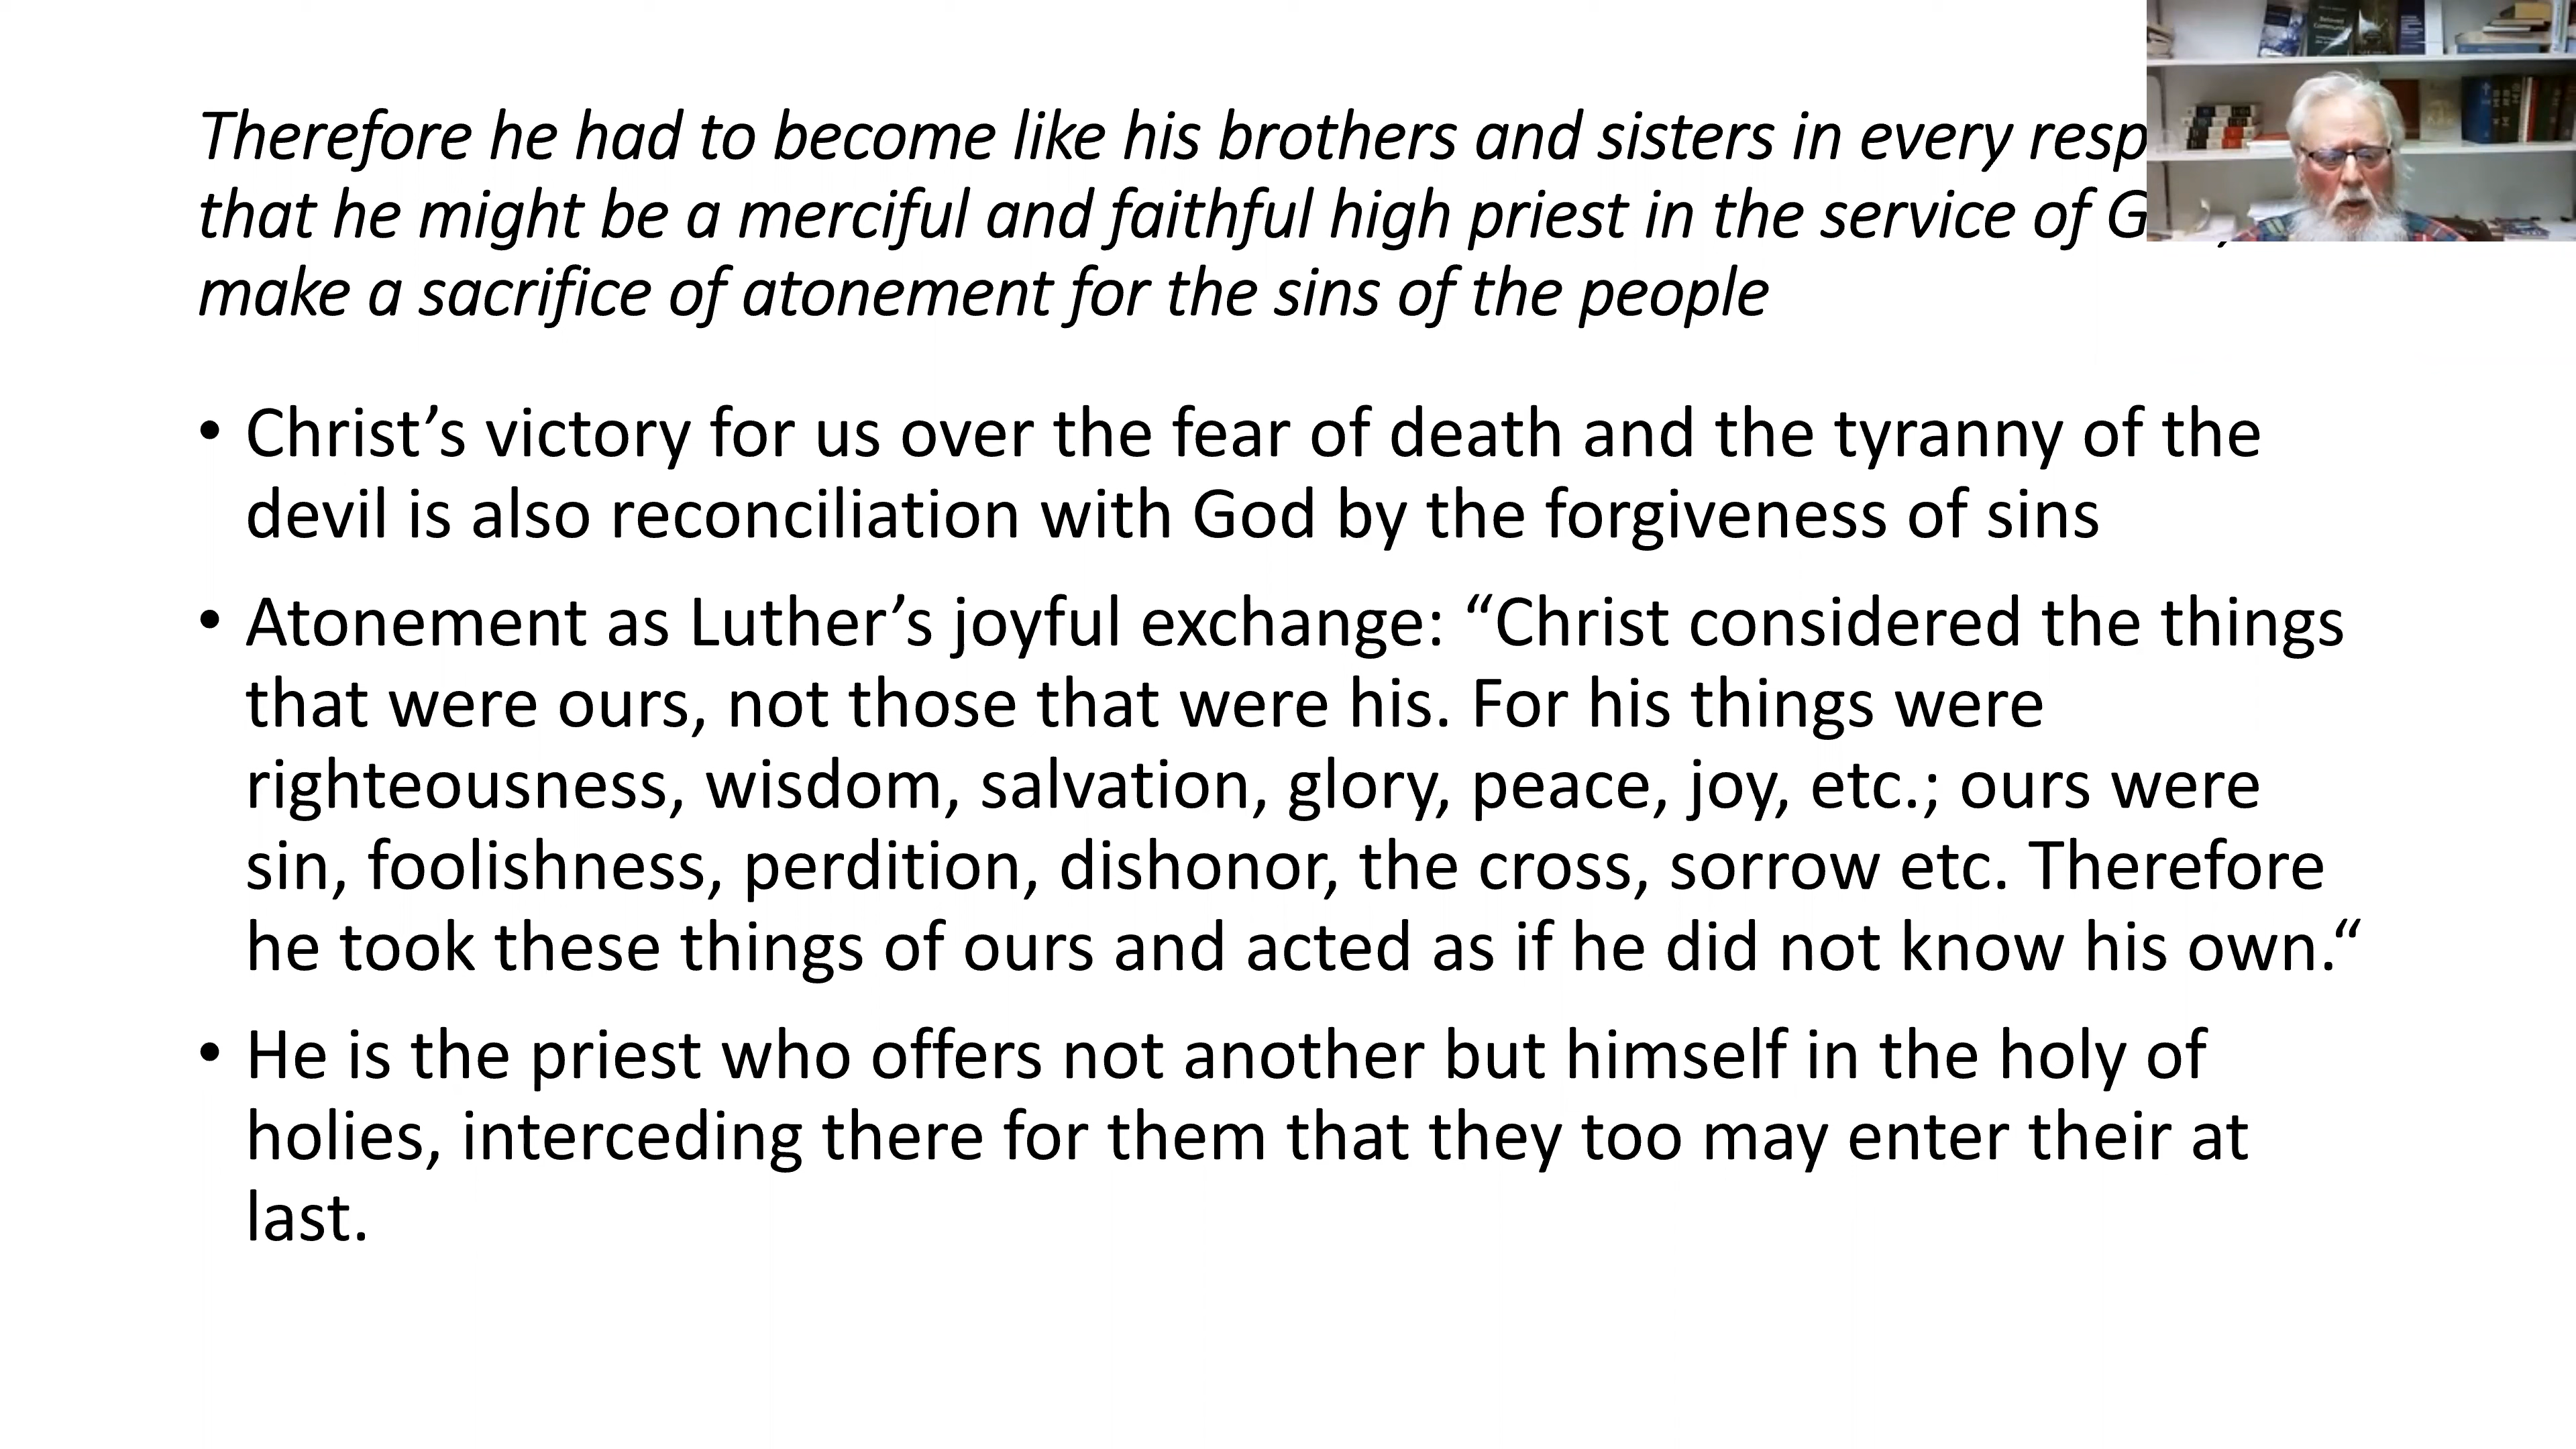 Therefore he had to become like his brothers and sisters in every
that he might be a merciful and faithful high priest in the service of
make a sacrifice of atonement for the sins of the people
• Christ’s victory for us over the fear of death and the tyranny of the
devil is also reconciliation with God by the forgiveness of sins
• Atonement as Luther’s joyful exchange: “Christ considered the things
that were ours, not those that were his. For his things were
righteousness, wisdom, salvation, glory, peace, joy, etc.; ours were
sin, foolishness, perdition, dishonor, the cross, sorrow etc. Therefore
he took these things of ours and acted as if he did not know his own.“
• He is the priest who offers not another but himself in the holy of
holies, interceding there for them that they too may enter their at
last.